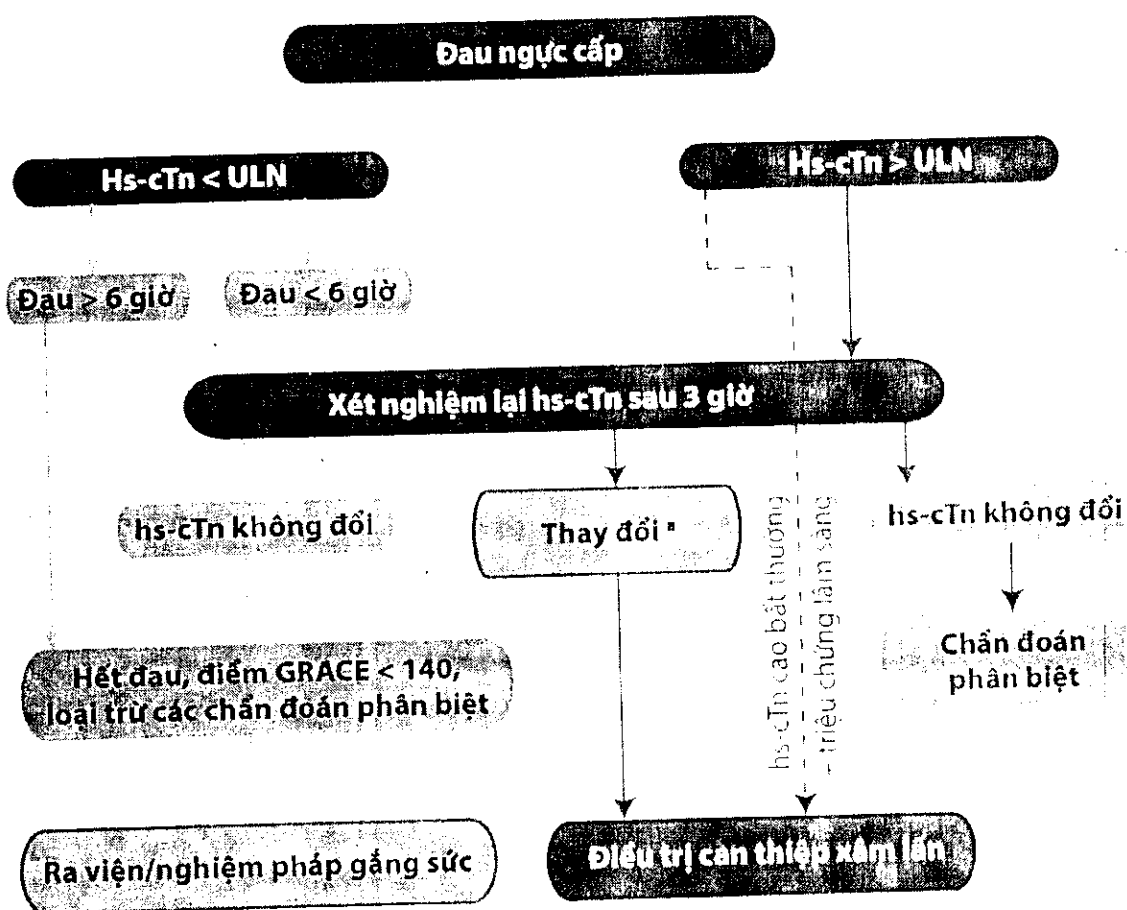 Đau ngực cấp
Hs-cTn < ULN
Hs-cTn > ULN
Đau > 6 giờ
Đau < 6 giờ
Xét nghiệm lại hs-cTn sau 3 giờ
hs-cTn không đổi
Thay đổi
hs-cTn không đổi
hs-cTn cao bất thường
+ triệu chứng lâm sàng
Chẩn đoán
phân biệt
Hết đau, điểm GRACE < 140,
loại trừ các chẩn đoán phân biệt
Ra viện/nghiệm pháp gắng sức
Điều trị can thiệp xâm lấn